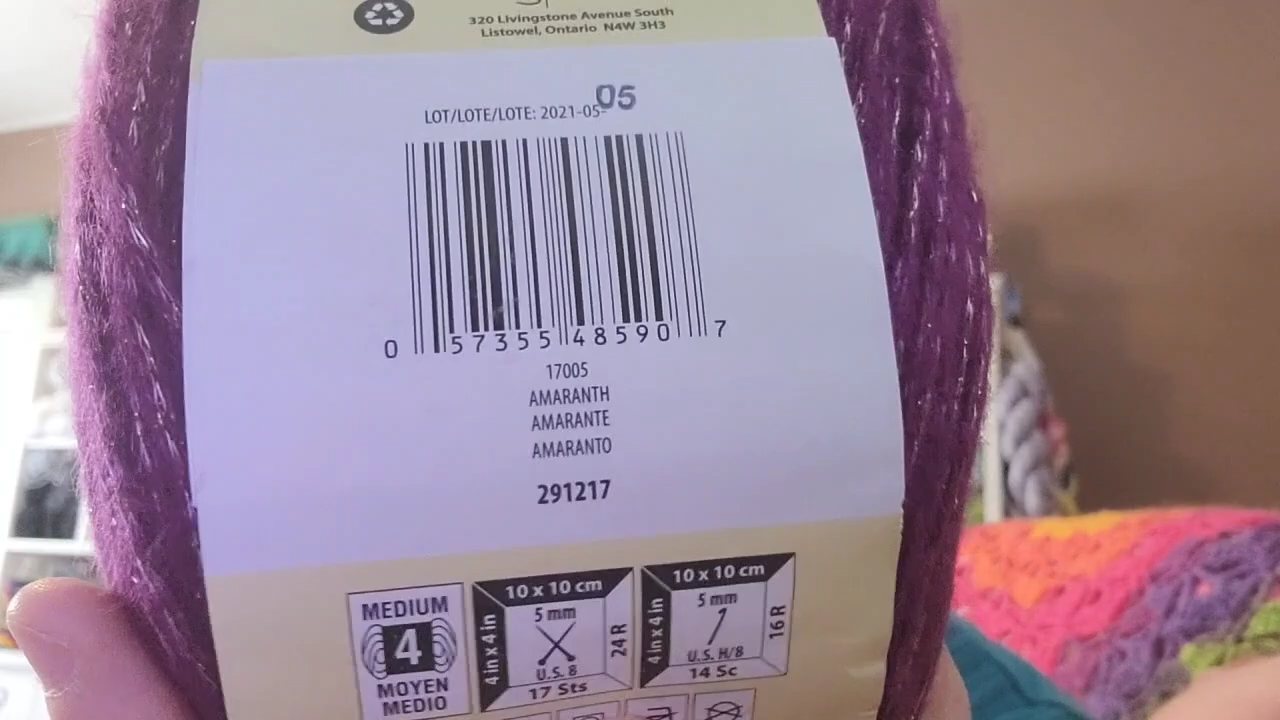 320 Livingstone Avenue South
Listowel, Ontario N4W 3H3
LOT/LOTE/LOTE: 2021-05-05
0 57355 48590 7
17005
AMARANTH
AMARANTE
AMARANTO
291217
MEDIUM
4
MOYEN
MEDIO
10 x 10 cm
4 in x 4 in
5 mm
24 R
U.S. 8
17 Sts
10 x 10 cm
4 in x 4 in
5 mm
16 R
U.S. H/8
14 Sc